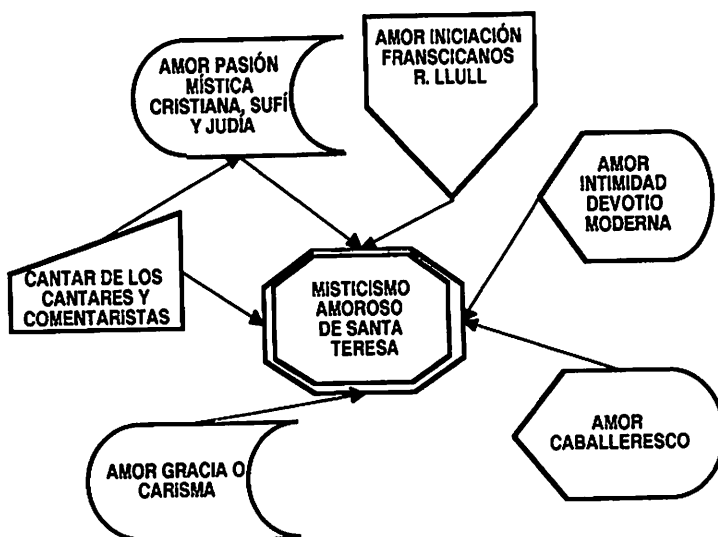 AMOR PASIÓN
MÍSTICA
CRISTIANA, SUFÍ
Y JUDÍA
AMOR INICIACIÓN
FRANSCICANOS
R. LLULL
AMOR
INTIMIDAD
DEVOTIO
MODERNA
CANTAR DE LOS
CANTARES Y
COMENTARISTAS
MISTICISMO
AMOROSO
DE SANTA
TERESA
AMOR
CABALLERESCO
AMOR GRACIA O
CARISMA